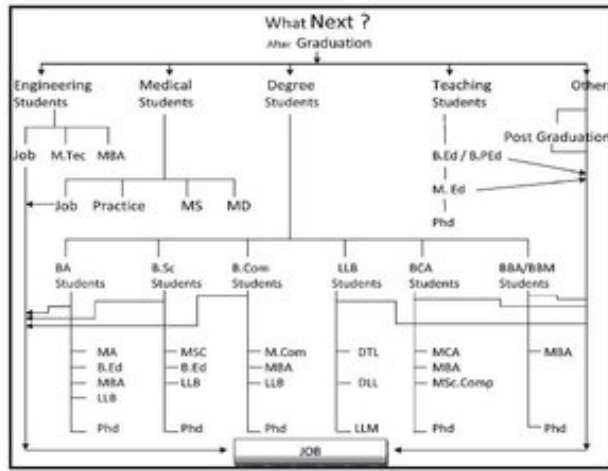 What Next ?
After Graduation
Engineering Students
Medical Students
Degree Students
Teaching Students
Others
Post Graduation
Job M.Tec MBA
B.Ed / B.PEd
M. Ed
Phd
Job Practice MS MD
BA Students
B.Sc Students
B.Com Students
LLB Students
BCA Students
BBA/BBM Students
MA
B.Ed
MBA
LLB
Phd
MSC
B.Ed
LLB
Phd
M.Com
MBA
LLB
Phd
DTL
DLL
LLM
MCA
MBA
MSc.Comp
Phd
MBA
Phd
JOB